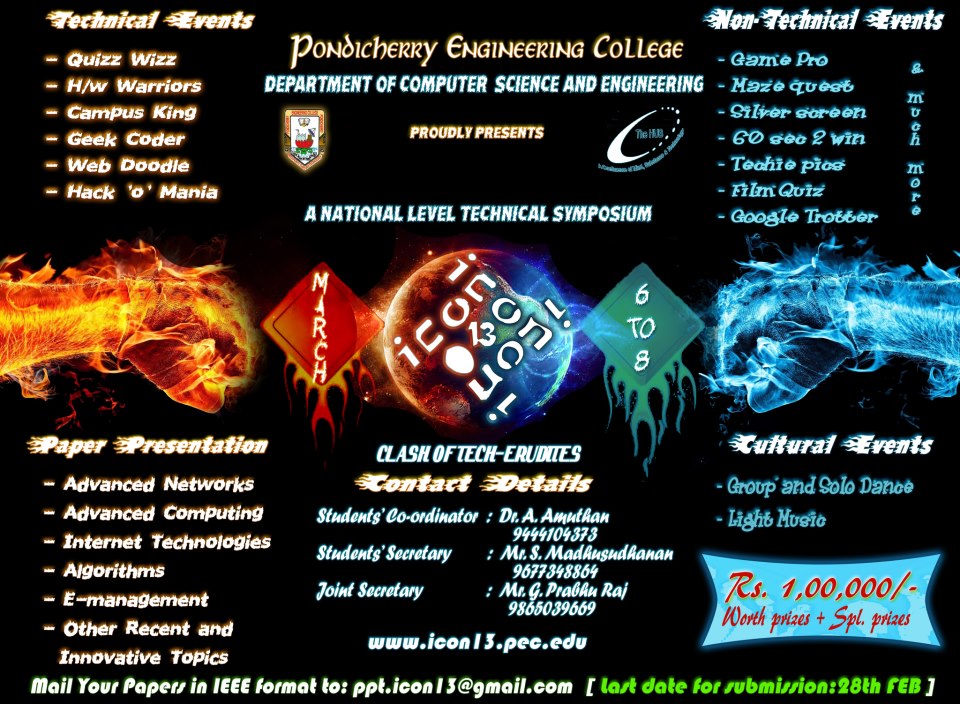 Technical Events
- Quizz Wizz
- H/w Warriors
- Campus King
- Geek Coder
- Web Doodle
- Hack 'o' Mania
Pondicherry Engineering College
DEPARTMENT OF COMPUTER SCIENCE AND ENGINEERING
PROUDLY PRESENTS
The HUB
A NATIONAL LEVEL TECHNICAL SYMPOSIUM
Non-Technical Events
- Game Pro
- Maze quest
- Silver screen
- 60 sec 2 win
- Techie pics
- Film Quiz
- Google Trotter
& much more
MARCH
icon
icon
icon
icon
13
6
TO
8
CLASH OF TECH-ERUDITES
Paper Presentation
- Advanced Networks
- Advanced Computing
- Internet Technologies
- Algorithms
- E-management
- Other Recent and
Innovative Topics
Contact Details
Students' Co-ordinator : Dr. A. Amuthan
9444104373
Students' Secretary : Mr. S. Madhusudhanan
9677348864
Joint Secretary : Mr. G. Prabhu Raj
9865039669
www.icon13.pec.edu
Cultural Events
- Group and Solo Dance
- Light Music
Rs. 1,00,000/-
Worth prizes + Spl. prizes
Mail Your Papers in IEEE format to: ppt.icon13@gmail.com [ Last date for submission:28th FEB ]